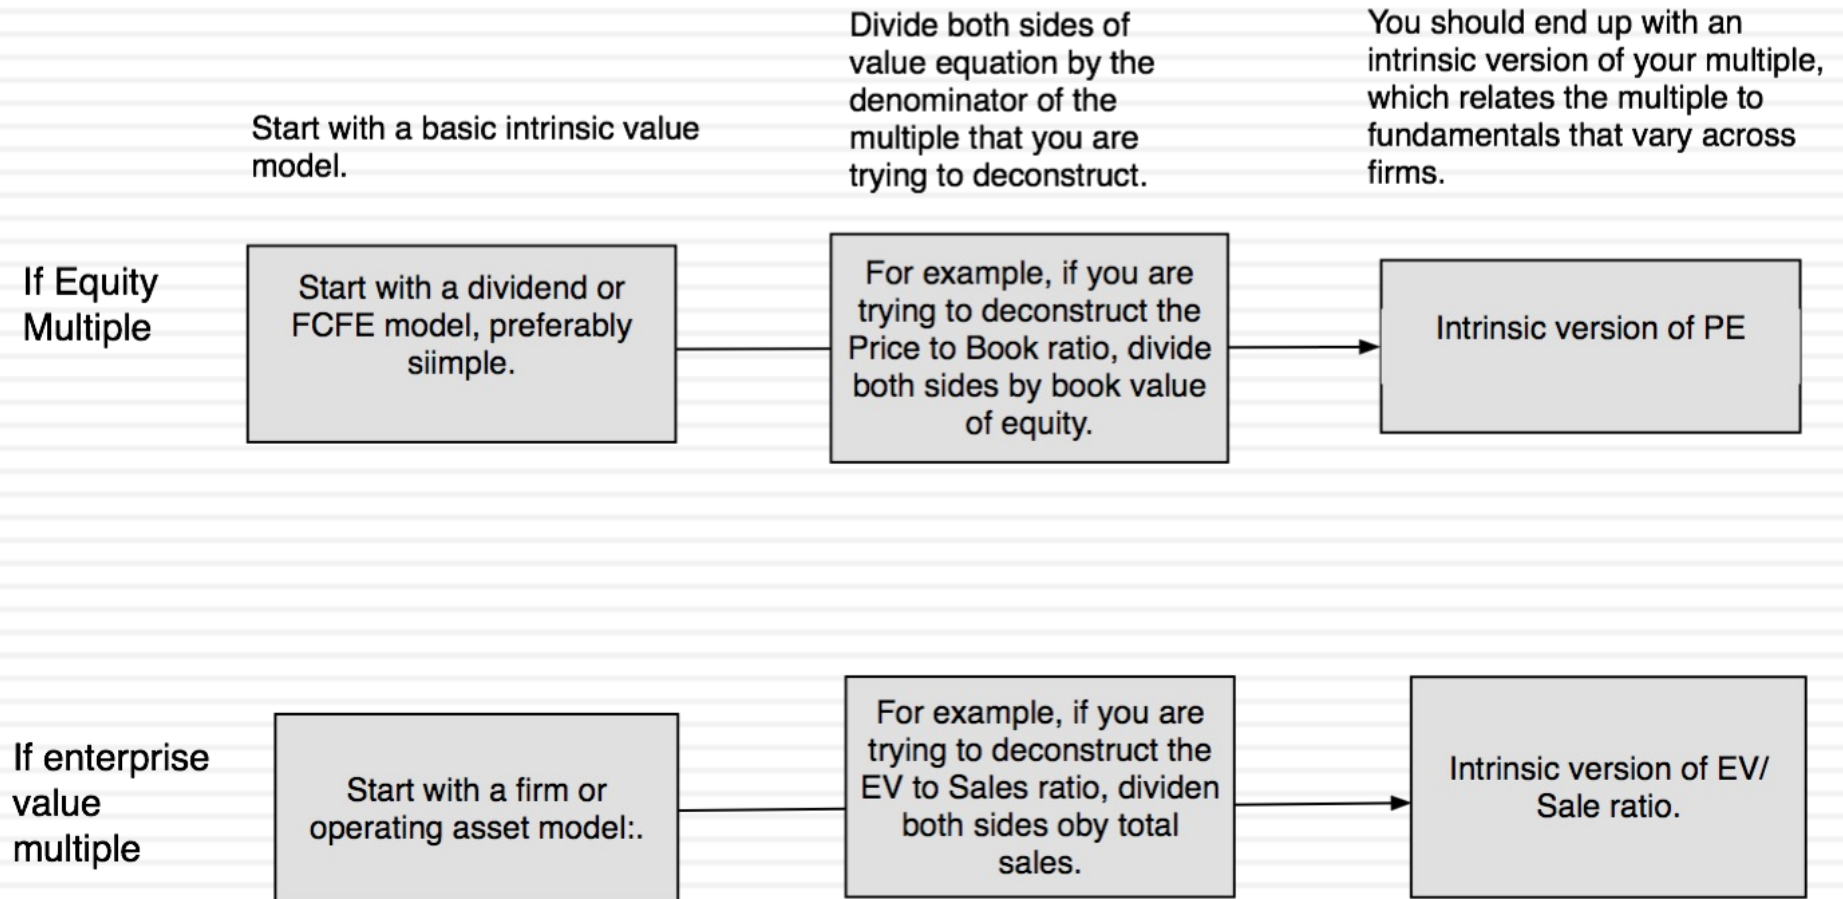 Start with a basic intrinsic value
model.
Divide both sides of
value equation by the
denominator of the
multiple that you are
trying to deconstruct.
You should end up with an
intrinsic version of your multiple,
which relates the multiple to
fundamentals that vary across
firms.
If Equity
Multiple
Start with a dividend or
FCFE model, preferably
siimple.
For example, if you are
trying to deconstruct the
Price to Book ratio, divide
both sides by book value
of equity.
Intrinsic version of PE
If enterprise
value
multiple
Start with a firm or
operating asset model:.
For example, if you are
trying to deconstruct the
EV to Sales ratio, dividen
both sides oby total
sales.
Intrinsic version of EV/
Sale ratio.